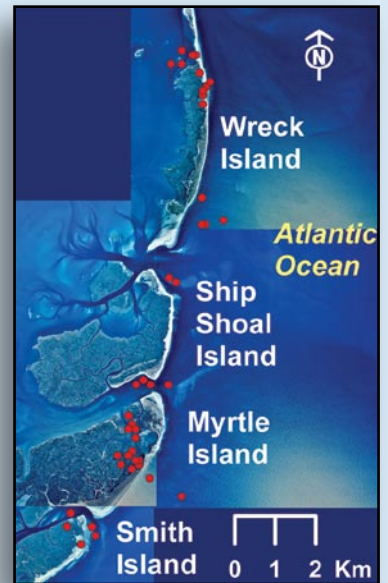 N
Wreck
Island
Atlantic
Ocean
Ship
Shoal
Island
Myrtle
Island
Smith
Island
0 1 2 Km